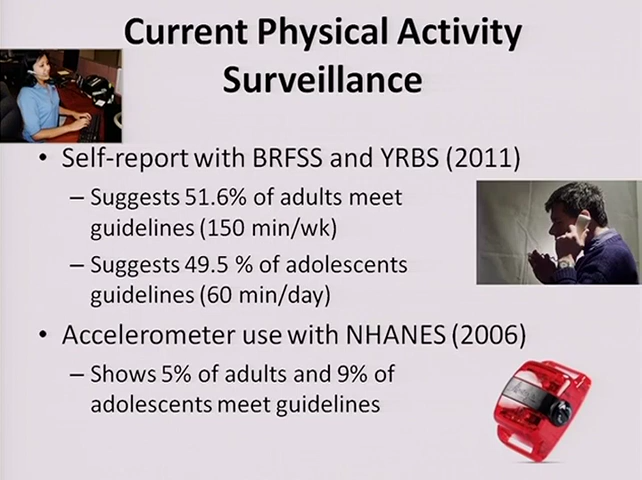 Current Physical Activity
Surveillance
• Self-report with BRFSS and YRBS (2011)
– Suggests 51.6% of adults meet
guidelines (150 min/wk)
– Suggests 49.5 % of adolescents
guidelines (60 min/day)
• Accelerometer use with NHANES (2006)
– Shows 5% of adults and 9% of
adolescents meet guidelines